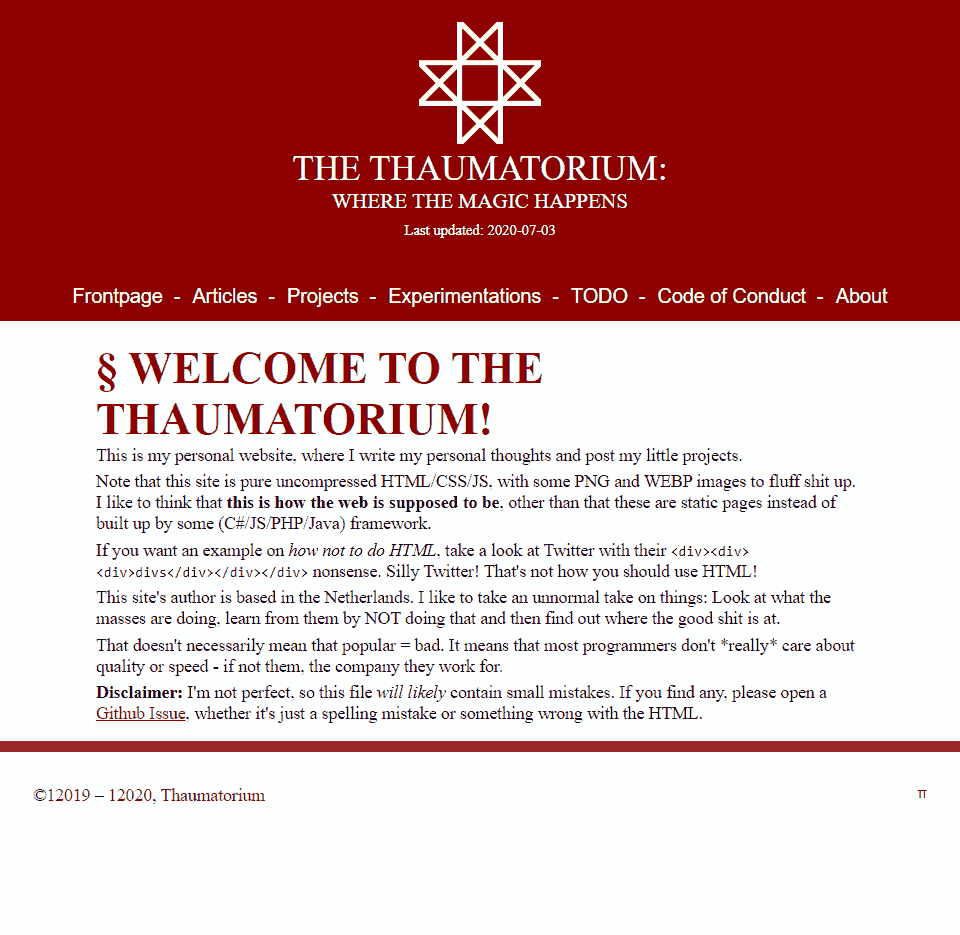 THE THAUMATORIUM:
WHERE THE MAGIC HAPPENS
Last updated: 2020-07-03
Frontpage - Articles - Projects - Experimentations - TODO - Code of Conduct - About
§ WELCOME TO THE
THAUMATORIUM!
This is my personal website, where I write my personal thoughts and post my little projects.
Note that this site is pure uncompressed HTML/CSS/JS, with some PNG and WEBP images to fluff shit up.
I like to think that this is how the web is supposed to be, other than that these are static pages instead of
built up by some (C#/JS/PHP/Java) framework.
If you want an example on how not to do HTML, take a look at Twitter with their <div><div>
<div>divs</div></div></div> nonsense. Silly Twitter! That's not how you should use HTML!
This site's author is based in the Netherlands. I like to take an unnormal take on things: Look at what the
masses are doing, learn from them by NOT doing that and then find out where the good shit is at.
That doesn't necessarily mean that popular = bad. It means that most programmers don't *really* care about
quality or speed - if not them, the company they work for.
Disclaimer: I'm not perfect, so this file will likely contain small mistakes. If you find any, please open a
Github Issue, whether it's just a spelling mistake or something wrong with the HTML.
©12019 – 12020, Thaumatorium π